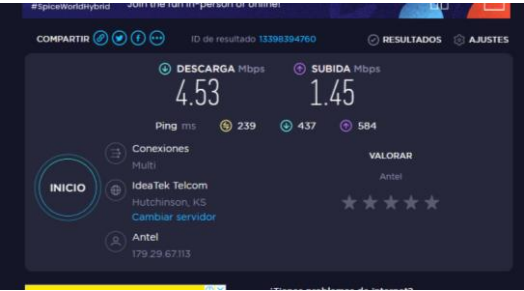 #SpiceWorldHybrid Join the fun in-person or online!
COMPARTIR
ID de resultado 13398394760
RESULTADOS
AJUSTES
DESCARGA Mbps
4.53
SUBIDA Mbps
1.45
Ping ms 239 437 584
INICIO
Conexiones
Multi
IdeaTek Telcom
Hutchinson, KS
Cambiar servidor
Antel
179.29.67.113
VALORAR
Antel
¿Tienes problemas de Internet?